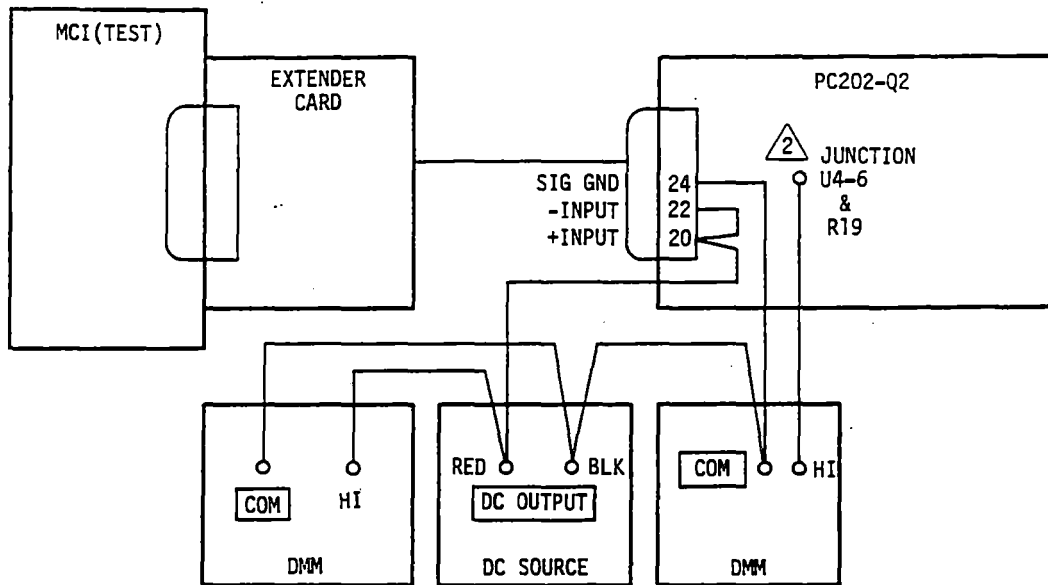 MCI(TEST)
EXTENDER
CARD
PC202-Q2
2
JUNCTION
U4-6
&
R19
SIG GND 24
-INPUT 22
+INPUT 20
COM
HI
DMM
RED
BLK
DC OUTPUT
DC SOURCE
COM
HI
DMM